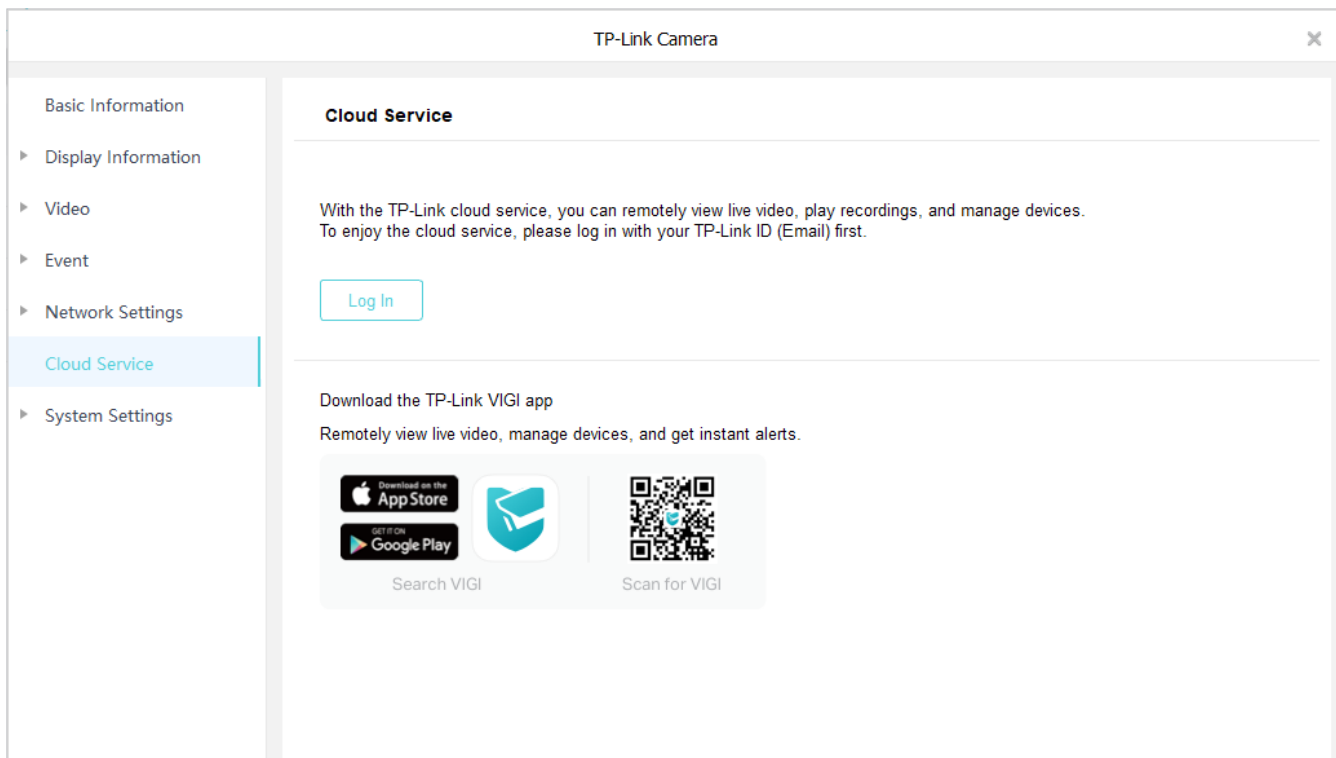 TP-Link Camera
Basic Information
Display Information
Video
Event
Network Settings
Cloud Service
System Settings
Cloud Service
With the TP-Link cloud service, you can remotely view live video, play recordings, and manage devices.
To enjoy the cloud service, please log in with your TP-Link ID (Email) first.
Log In
Download the TP-Link VIGI app
Remotely view live video, manage devices, and get instant alerts.
Download on the
App Store
GET IT ON
Google Play
Search VIGI
Scan for VIGI